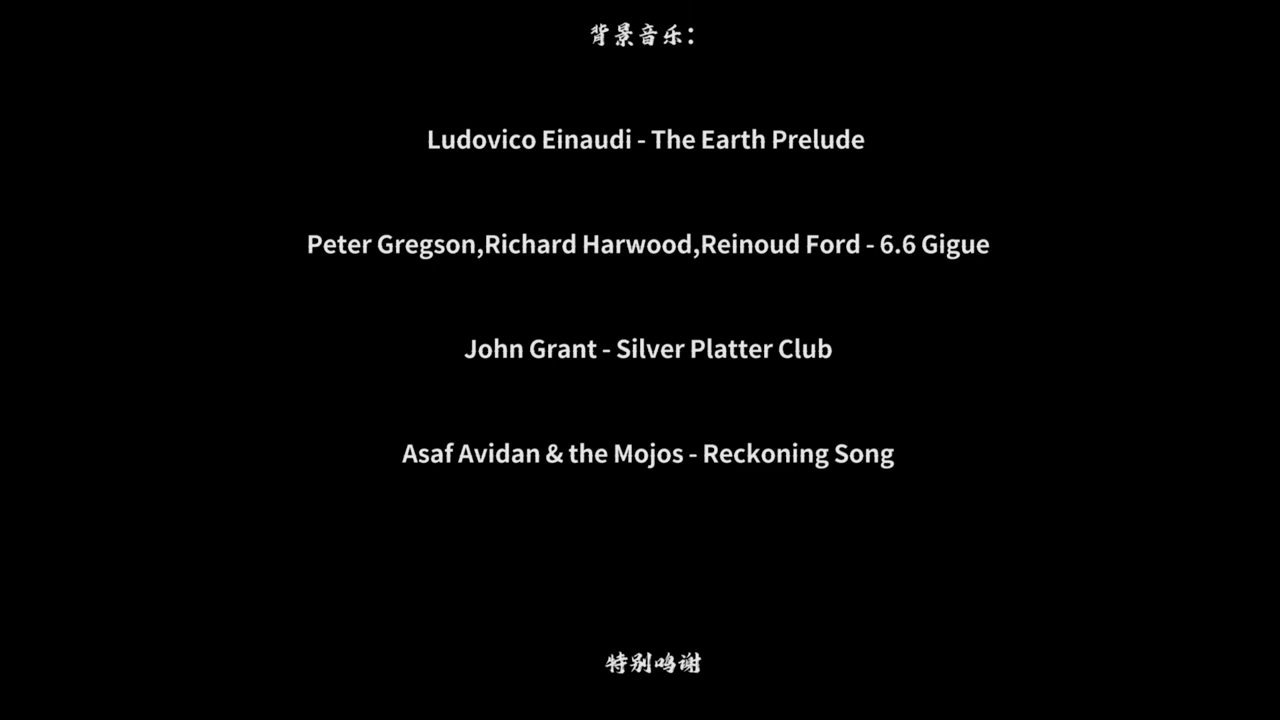 背景音乐:
Ludovico Einaudi - The Earth Prelude
Peter Gregson,Richard Harwood,Reinoud Ford - 6.6 Gigue
John Grant - Silver Platter Club
Asaf Avidan & the Mojos - Reckoning Song
特别鸣谢